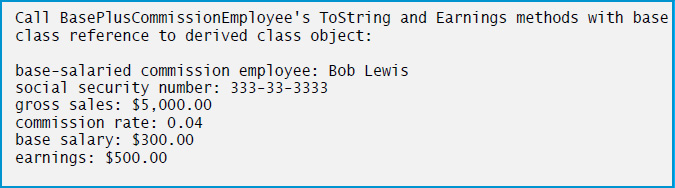 Call BasePlusCommissionEmployee's ToString and Earnings methods with base
class reference to derived class object:
base-salaried commission employee: Bob Lewis
social security number: 333-33-3333
gross sales: $5,000.00
commission rate: 0.04
base salary: $300.00
earnings: $500.00